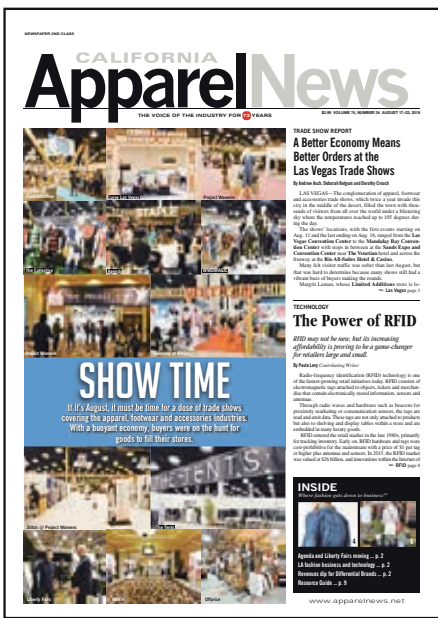 NEWSPAPER 2ND CLASS
CALIFORNIA
ApparelNews
THE VOICE OF THE INDUSTRY FOR 73 YEARS
$2.99 VOLUME 74, NUMBER 34 AUGUST 17–23, 2018
TRADE SHOW REPORT
A Better Economy Means
Better Orders at the
Las Vegas Trade Shows
By Andrew Asch, Deborah Belgum and Dorothy Crouch
LAS VEGAS—The conglomeration of apparel, footwear
and accessories trade shows, which twice a year invade this
city in the middle of the desert, filled the town with thou-
sands of visitors from all over the world under a blistering
sky where the temperatures reached up to 105 degrees dur-
ing the day.
The shows' locations, with the first events starting on
Aug. 11 and the last ending on Aug. 16, ranged from the Las
Vegas Convention Center to the Mandalay Bay Conven-
tion Center with stops in between at the Sands Expo and
Convention Center near The Venetian hotel and across the
freeway at the Rio All-Suites Hotel & Casino.
Many felt visitor traffic was softer than last August, but
that was hard to determine because many shows still had a
vibrant buzz of buyers making the rounds.
Margrit Laman, whose Limited Additions store is lo-
Las Vegas page 3
TECHNOLOGY
The Power of RFID
RFID may not be new, but its increasing
affordability is proving to be a game-changer
for retailers large and small.
By Paula Levy Contributing Writer
Radio-frequency identification (RFID) technology is one
of the fastest-growing retail initiatives today. RFID consists of
electromagnetic tags attached to objects, tickets and merchan-
dise that contain electronically stored information, sensors and
antennas.
Through radio waves and hardware such as beacons for
proximity marketing or communication sensors, the tags are
read and emit data. These tags are not only attached to products
but also to shelving and display tables within a store and are
embedded in many luxury goods.
RFID entered the retail market in the late 1980s, primarily
for tracking inventory. Early on, RFID hardware and tags were
cost-prohibitive for the mainstream with a price of $1 per tag
or higher plus antennas and sensors. In 2015, the RFID market
was valued at $26 billion, and innovations within the Internet of
RFID page 8
Project Womens
The Collective
Project Womens
SHOW TIME
If it's August, it must be time for a dose of trade shows
covering the apparel, footwear and accessories industries.
With a buoyant economy, buyers were on the hunt for
goods to fill their stores.
Stitch @ Project Womens
Liberty Fairs
Offprice
INSIDE
Where fashion gets down to business
4
Agenda and Liberty Fairs moving ... p. 2
LA fashion business and technology ... p. 2
Revenues dip for Differential Brands ... p. 2
Resource Guide ... p. 9
www.apparelnews.net